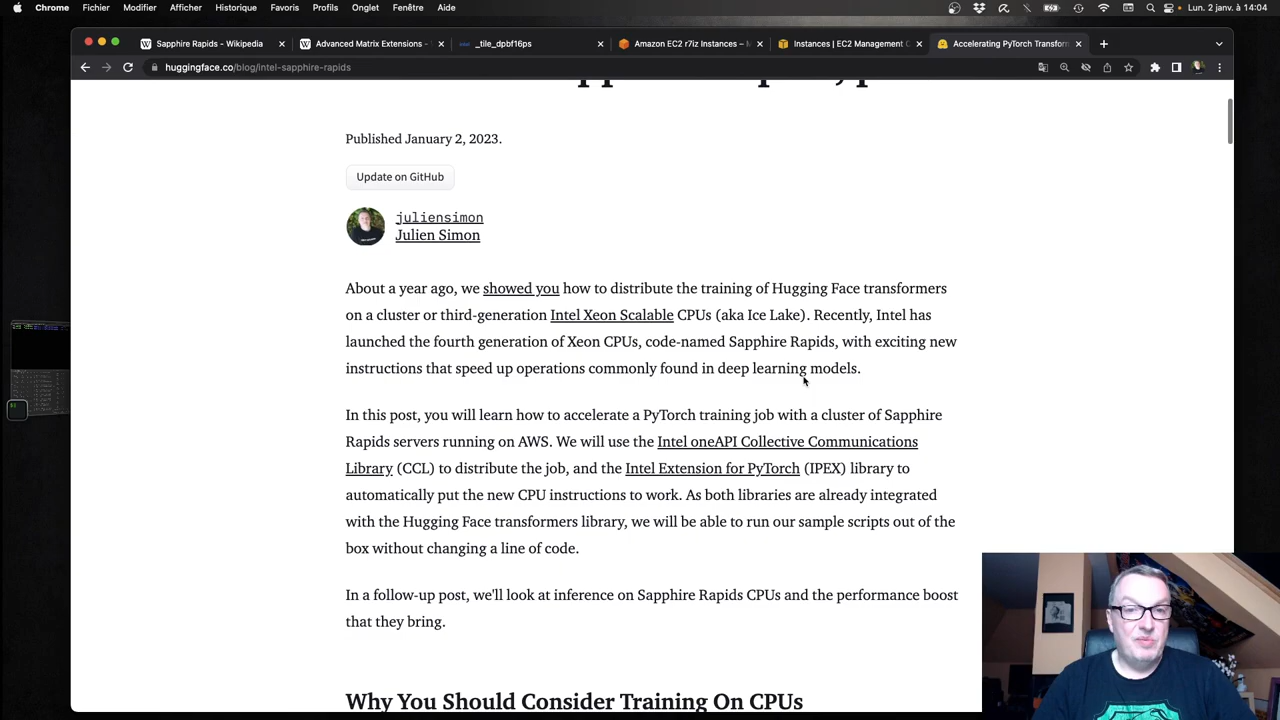 Chrome Fichier Modifier Afficher Historique Favoris Profils Onglet Fenêtre Aide Lun. 2 janv. à 14:04
Sapphire Rapids - Wikipedia Advanced Matrix Extensions - _tile_dpbf16ps Amazon EC2 r7iz Instances – Instances | EC2 Management C Accelerating PyTorch Transform
huggingface.co/blog/intel-sapphire-rapids
Published January 2, 2023.
Update on GitHub
juliensimon
Julien Simon
About a year ago, we showed you how to distribute the training of Hugging Face transformers
on a cluster or third-generation Intel Xeon Scalable CPUs (aka Ice Lake). Recently, Intel has
launched the fourth generation of Xeon CPUs, code-named Sapphire Rapids, with exciting new
instructions that speed up operations commonly found in deep learning models.
In this post, you will learn how to accelerate a PyTorch training job with a cluster of Sapphire
Rapids servers running on AWS. We will use the Intel oneAPI Collective Communications
Library (CCL) to distribute the job, and the Intel Extension for PyTorch (IPEX) library to
automatically put the new CPU instructions to work. As both libraries are already integrated
with the Hugging Face transformers library, we will be able to run our sample scripts out of the
box without changing a line of code.
In a follow-up post, we'll look at inference on Sapphire Rapids CPUs and the performance boost
that they bring.
Why You Should Consider Training On CPUs